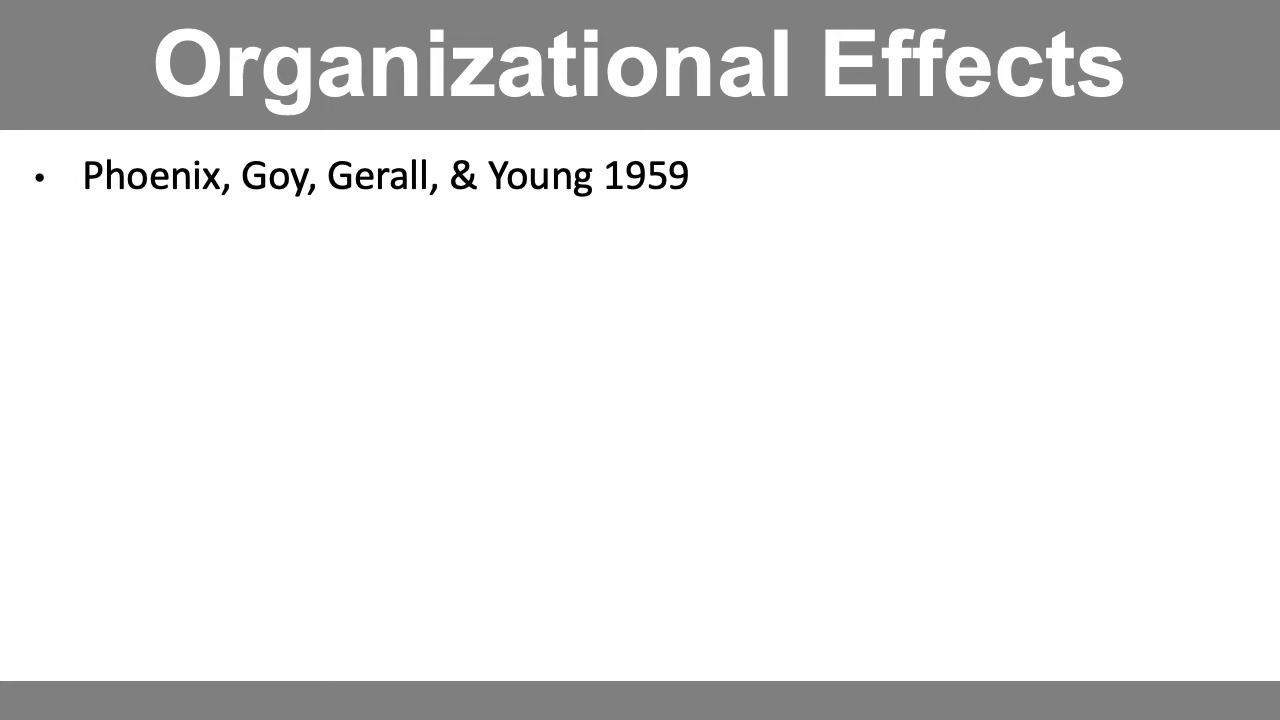 Organizational Effects
• Phoenix, Goy, Gerall, & Young 1959